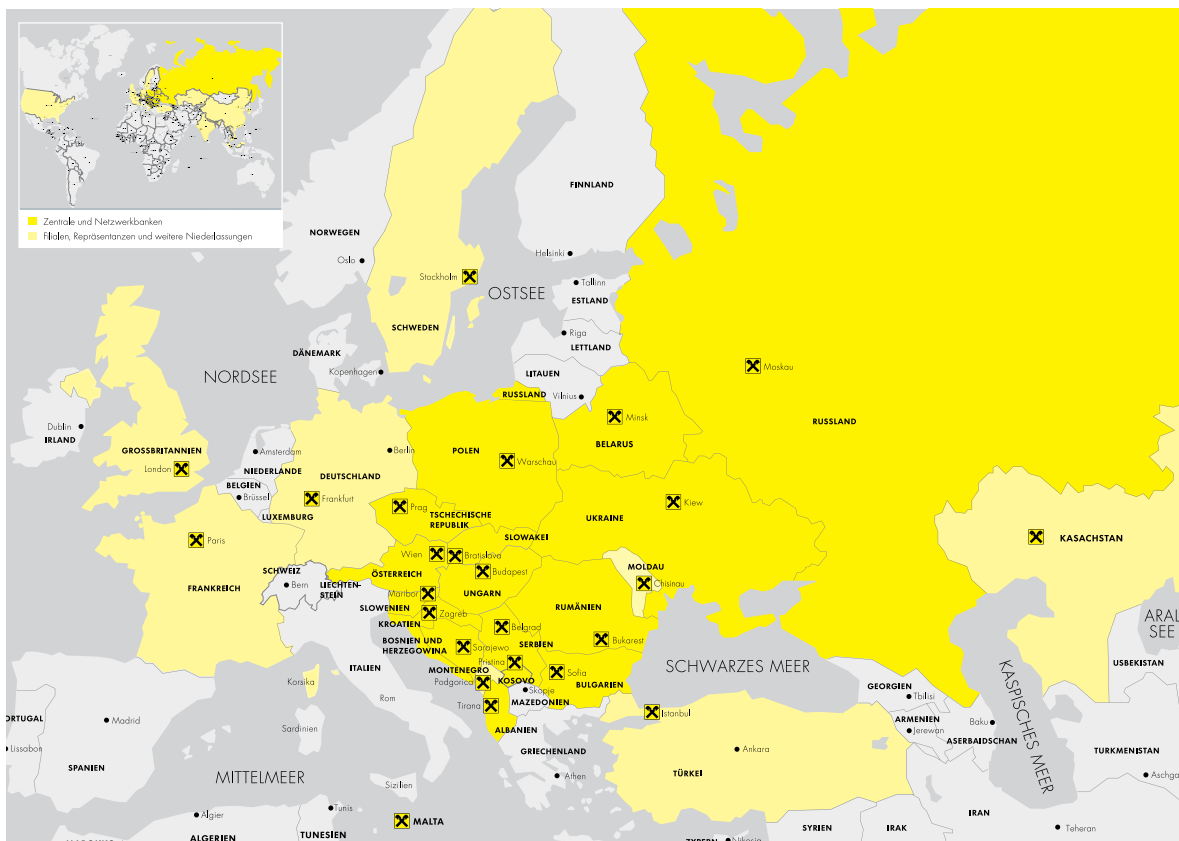 Zentrale und Netzwerkbanken
Filialen, Repräsentanzen und weitere Niederlassungen
FINNLAND
NORWEGEN
Oslo
Helsinki
Stockholm
Tallinn
OSTSEE
ESTLAND
SCHWEDEN
Riga
LETTLAND
DÄNEMARK
Kopenhagen
NORDSEE
LITAUEN
Moskau
RUSSLAND
Vilnius
Minsk
RUSSLAND
Dublin
IRLAND
BELARUS
GROSSBRITANNIEN
Amsterdam
Berlin
POLEN
Warschau
London
NIEDERLANDE
DEUTSCHLAND
BELGIEN
Brüssel
Frankfurt
Prag
Kiew
LUXEMBURG
TSCHECHISCHE
REPUBLIK
UKRAINE
Paris
SLOWAKEI
KASACHSTAN
Wien
Bratislava
SCHWEIZ
Bern
LIECHTEN-
STEIN
ÖSTERREICH
Budapest
MOLDAU
Chisinau
FRANKREICH
Maribor
UNGARN
SLOWENIEN
Zagreb
RUMÄNIEN
KROATIEN
Belgrad
ARAL
SEE
BOSNIEN UND
HERZEGOWINA
Sarajewo
SERBIEN
Bukarest
ITALIEN
MONTENEGRO
Pristina
SCHWARZES MEER
USBEKISTAN
Korsika
Podgorica
KOSOVO
Sofia
BULGARIEN
KASPISCHES MEER
Rom
Skopje
MAZEDONIEN
GEORGIEN
Tbilisi
Tirana
Istanbul
PORTUGAL
Madrid
Sardinien
ALBANIEN
ARMENIEN
Jerewan
Baku
ASERBAIDSCHAN
Lissabon
GRIECHENLAND
Ankara
TURKMENISTAN
SPANIEN
MITTELMEER
Athen
TÜRKEI
Aschga
Sizilien
Algier
Tunis
MALTA
IRAN
ALGERIEN
TUNESIEN
SYRIEN
IRAK
Teheran
ZYPERN
Nikosia